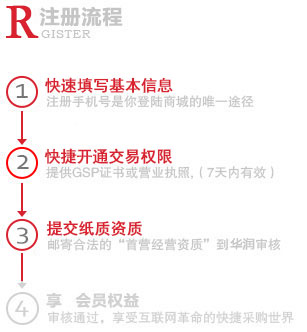 R注册流程
GISTER
1 快速填写基本信息
注册手机号是你登陆商城的唯一途径
2 快捷开通交易权限
提供GSP证书或营业执照,(7天内有效)
3 提交纸质资质
邮寄合法的“首营经营资质”到华润审核
4 享 会员权益
审核通过，享受互联网革命的快捷采购世界